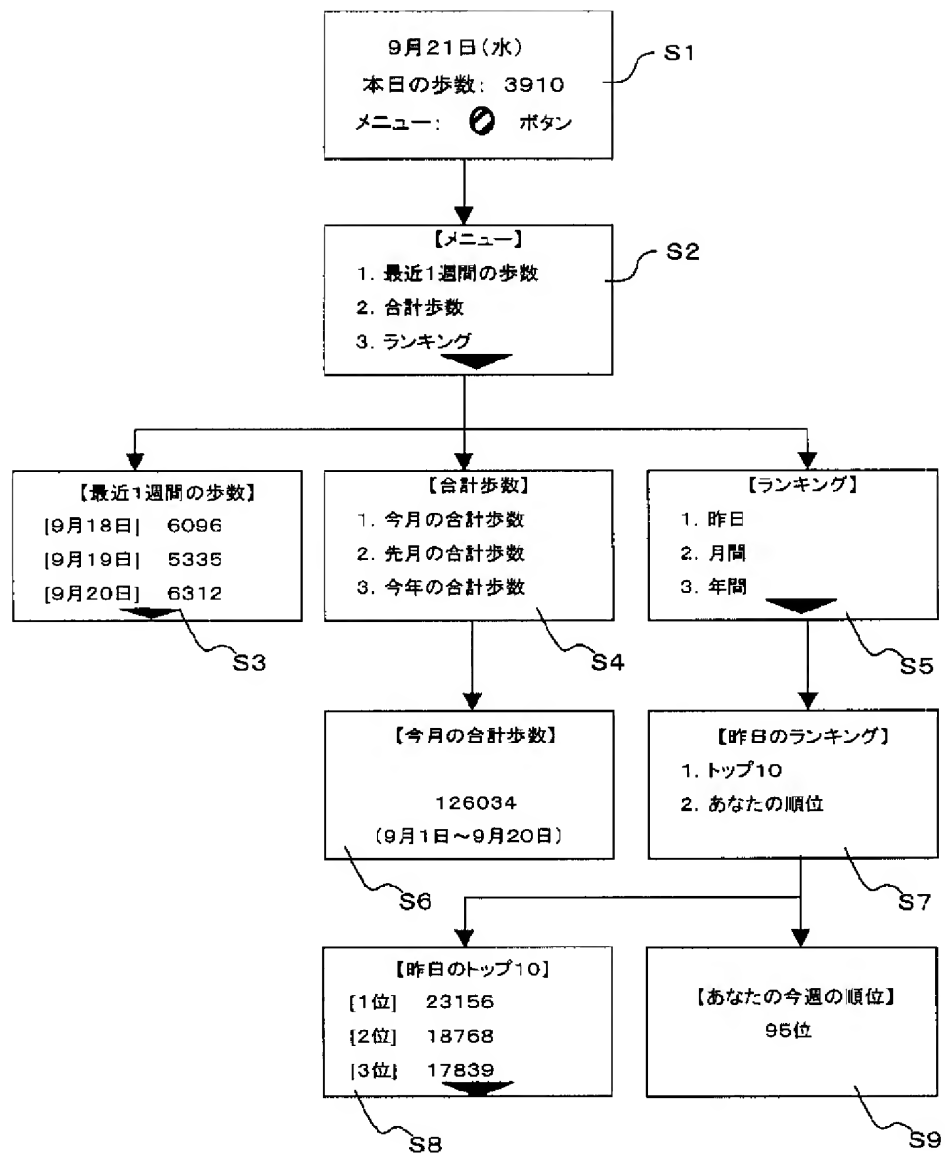 9月21日(水)
本日の歩数: 3910
メニュー: ボタン
S1
【メニュー】
1. 最近1週間の歩数
2. 合計歩数
3. ランキング
S2
【最近1週間の歩数】
[9月18日] 6096
[9月19日] 5335
[9月20日] 6312
S3
【合計歩数】
1. 今月の合計歩数
2. 先月の合計歩数
3. 今年の合計歩数
S4
【ランキング】
1. 昨日
2. 月間
3. 年間
S5
【今月の合計歩数】
126034
(9月1日～9月20日)
S6
【昨日のランキング】
1. トップ10
2. あなたの順位
S7
【昨日のトップ10】
[1位] 23156
[2位] 18768
[3位] 17839
S8
【あなたの今週の順位】
95位
S9